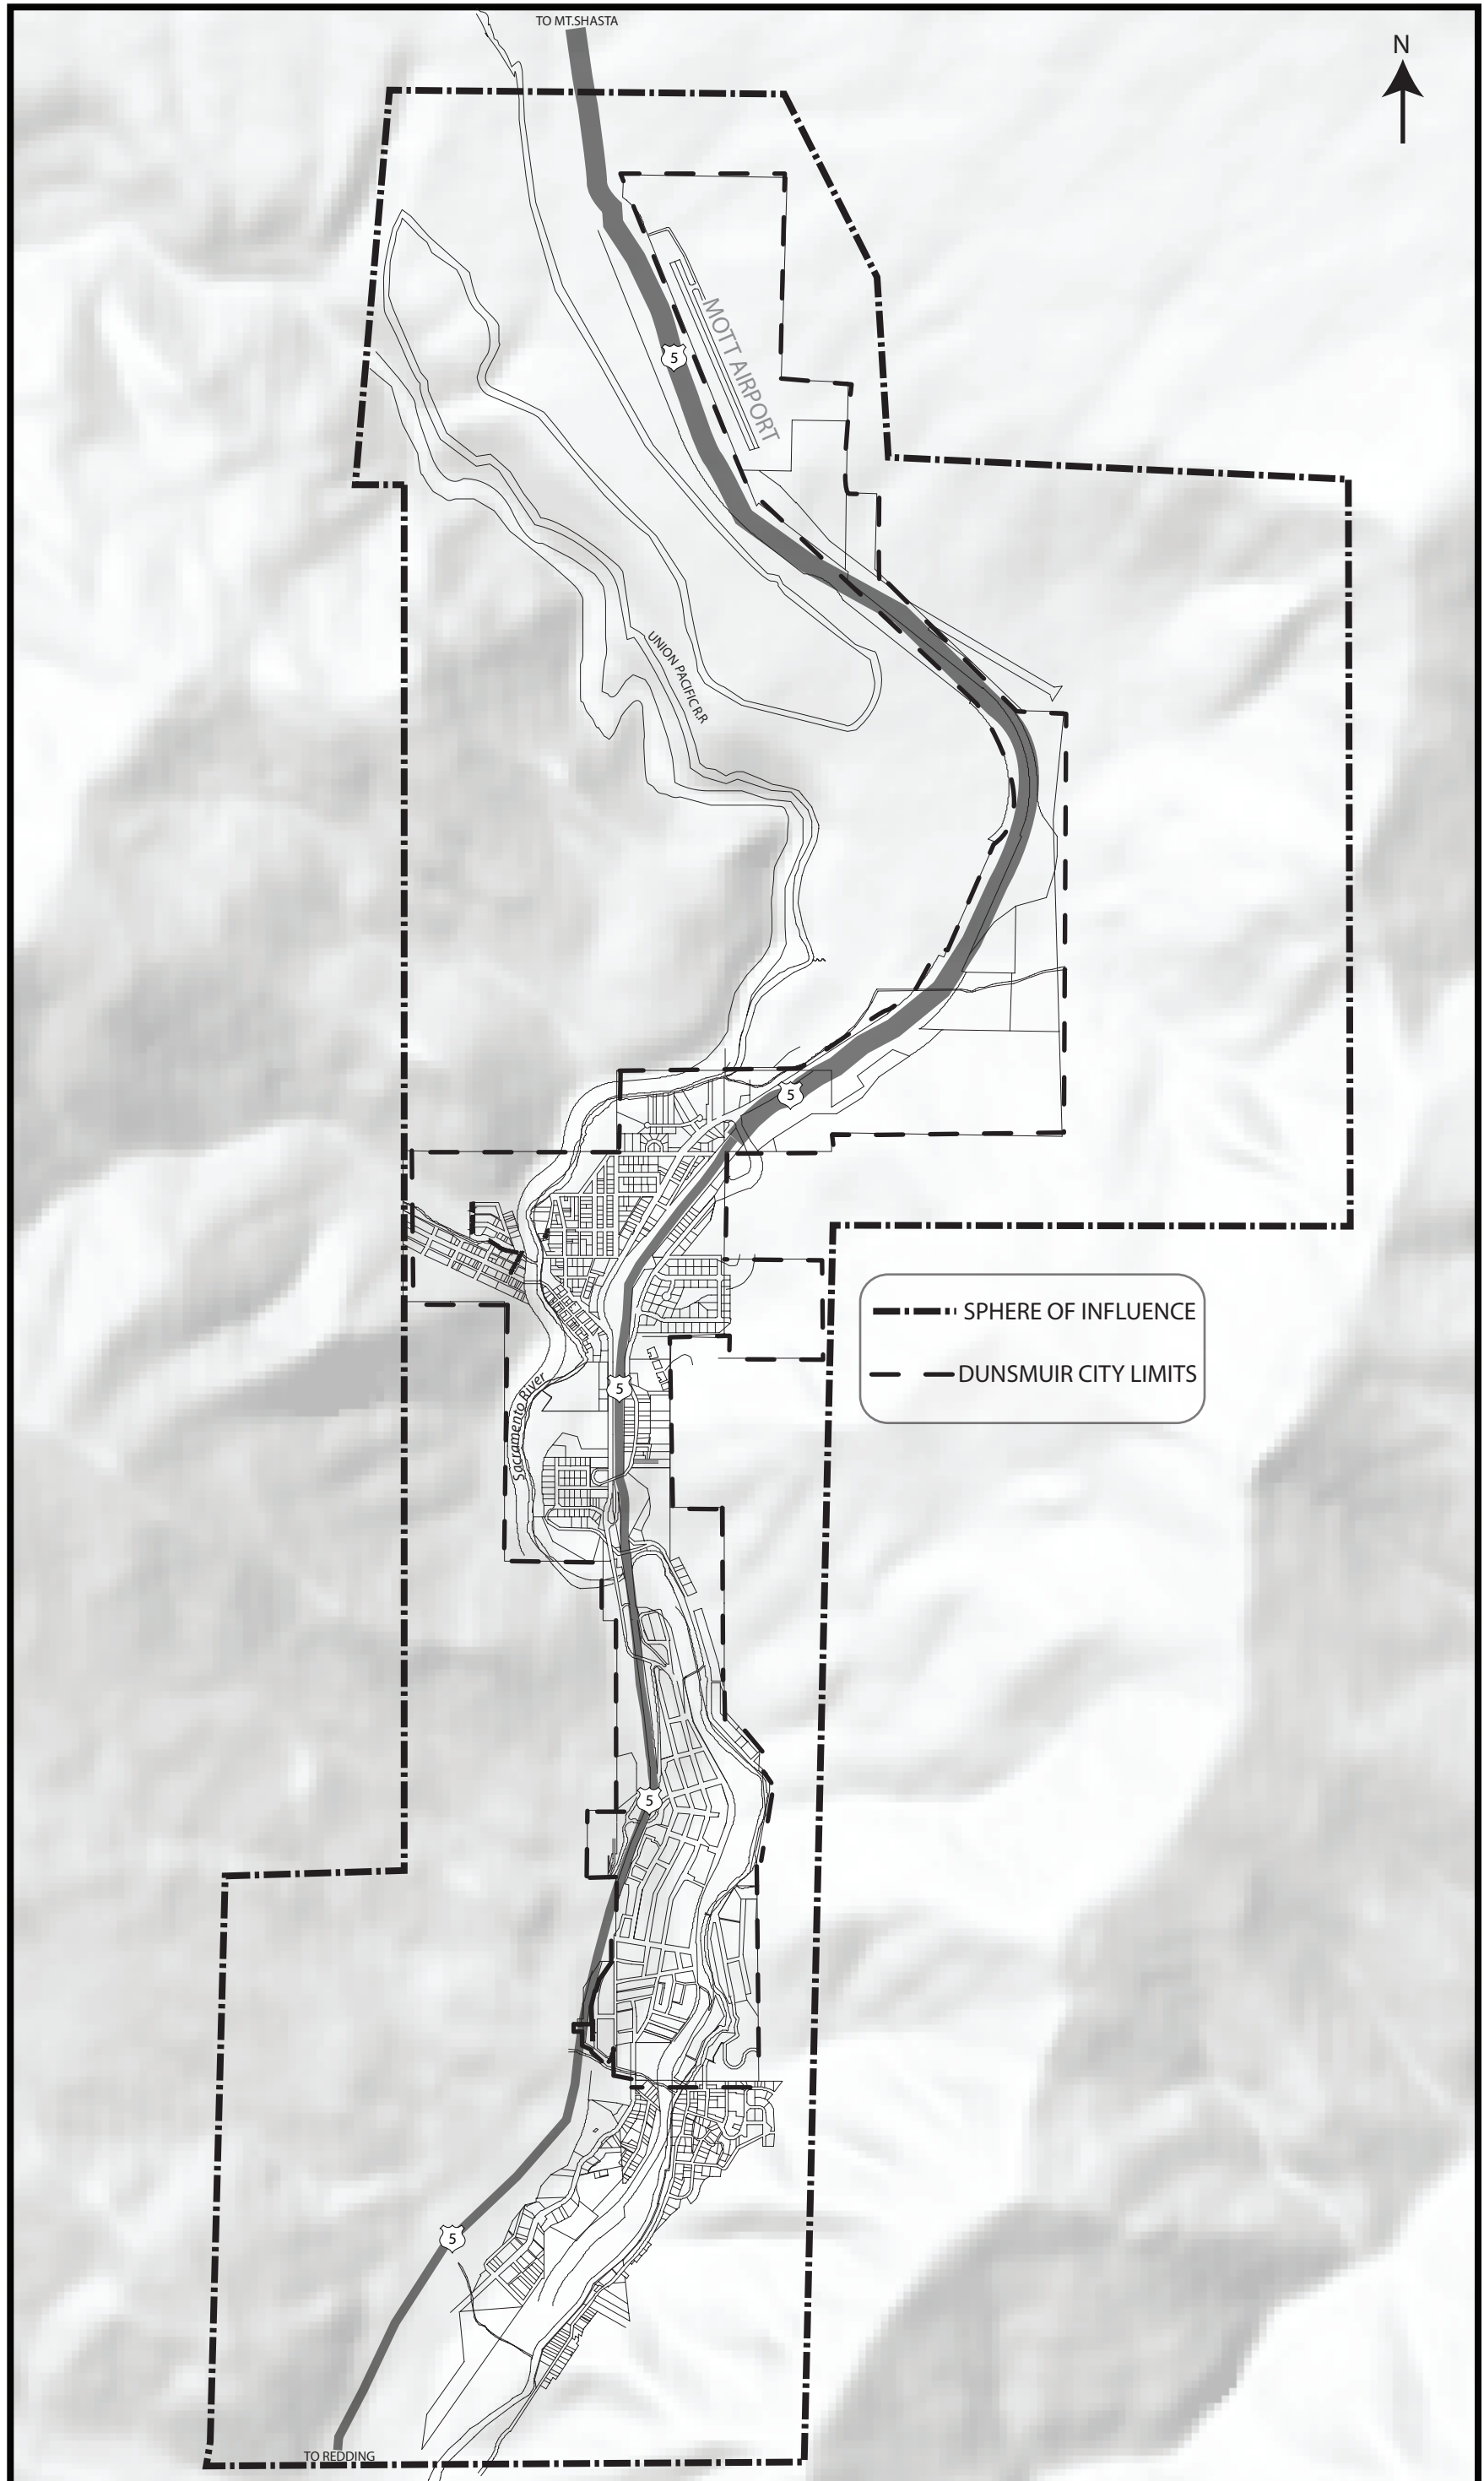 TO MT.SHASTA
N
5
MOTT AIRPORT
UNION PACIFIC R.R
5
SPHERE OF INFLUENCE
DUNSMUIR CITY LIMITS
5
Sacramento River
5
5
TO REDDING